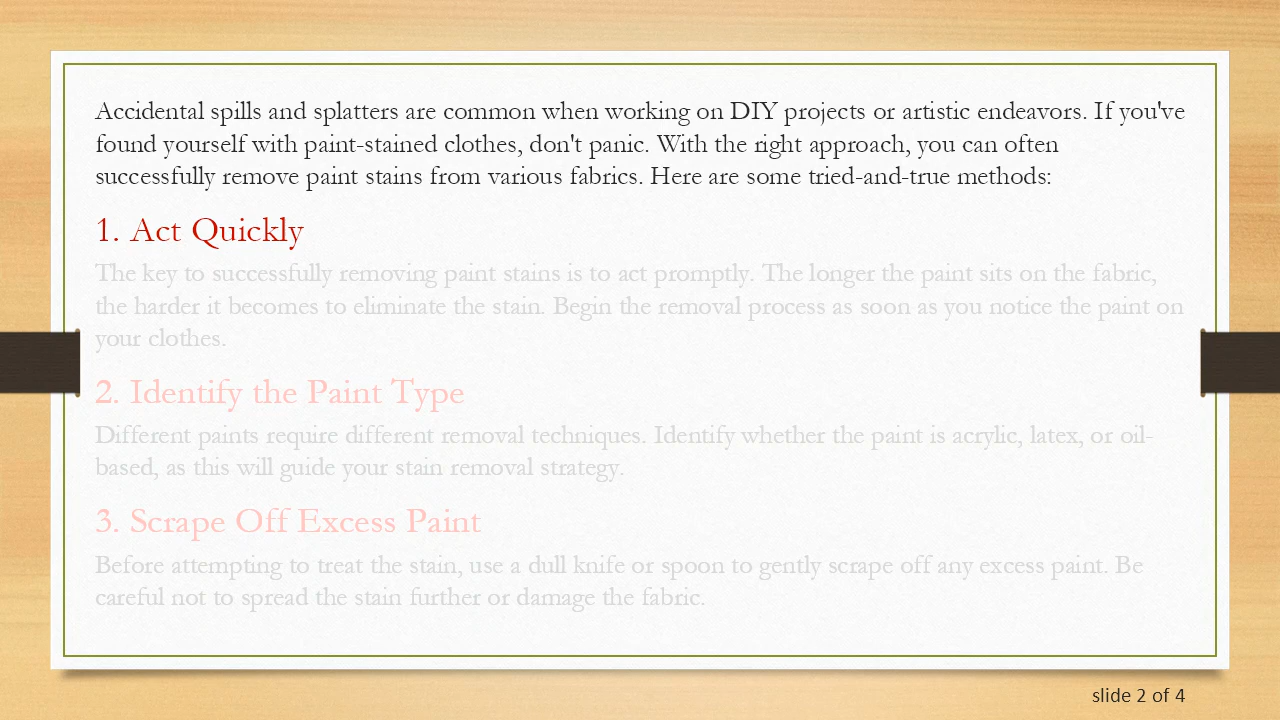 Accidental spills and splatters are common when working on DIY projects or artistic endeavors. If you've
found yourself with paint-stained clothes, don't panic. With the right approach, you can often
successfully remove paint stains from various fabrics. Here are some tried-and-true methods:
1. Act Quickly
The key to successfully removing paint stains is to act promptly. The longer the paint sits on the fabric,
the harder it becomes to eliminate the stain. Begin the removal process as soon as you notice the paint on
your clothes.
2. Identify the Paint Type
Different paints require different removal techniques. Identify whether the paint is acrylic, latex, or oil-
based, as this will guide your stain removal strategy.
3. Scrape Off Excess Paint
Before attempting to treat the stain, use a dull knife or spoon to gently scrape off any excess paint. Be
careful not to spread the stain further or damage the fabric.
slide 2 of 4